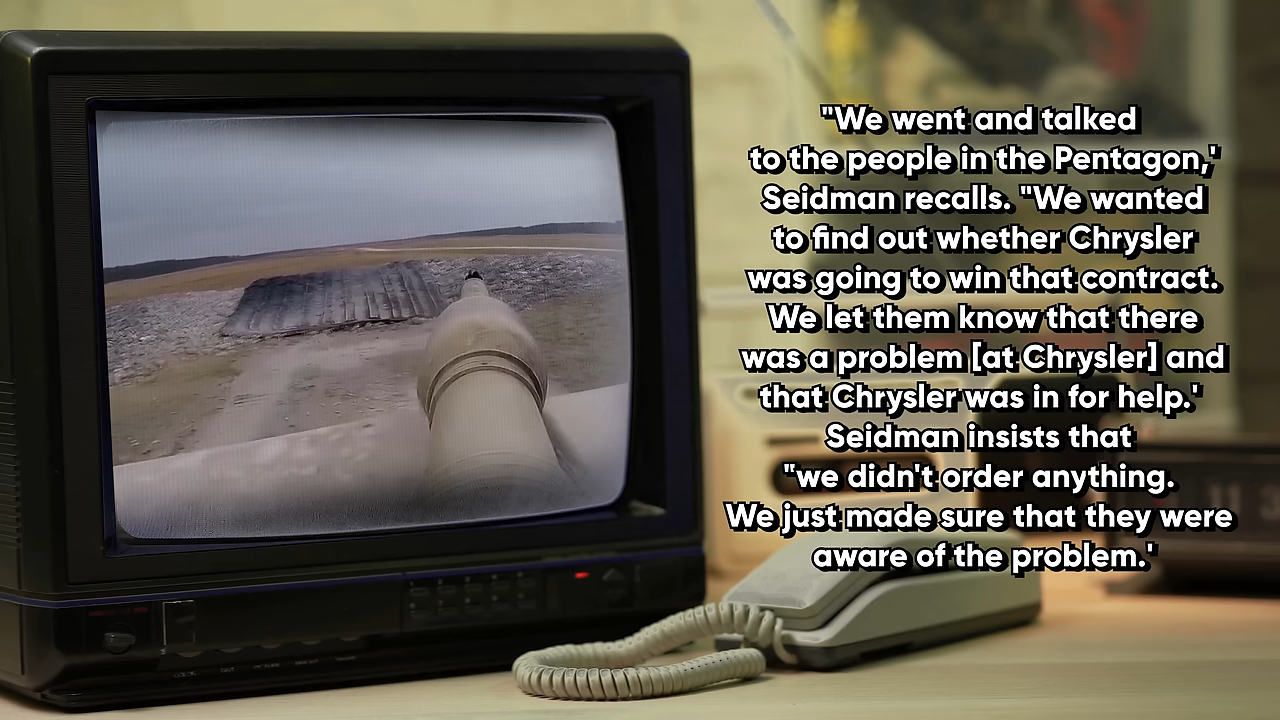 "We went and talked
to the people in the Pentagon,'
Seidman recalls. "We wanted
to find out whether Chrysler
was going to win that contract.
We let them know that there
was a problem [at Chrysler] and
that Chrysler was in for help.'
Seidman insists that
"we didn't order anything.
We just made sure that they were
aware of the problem.'